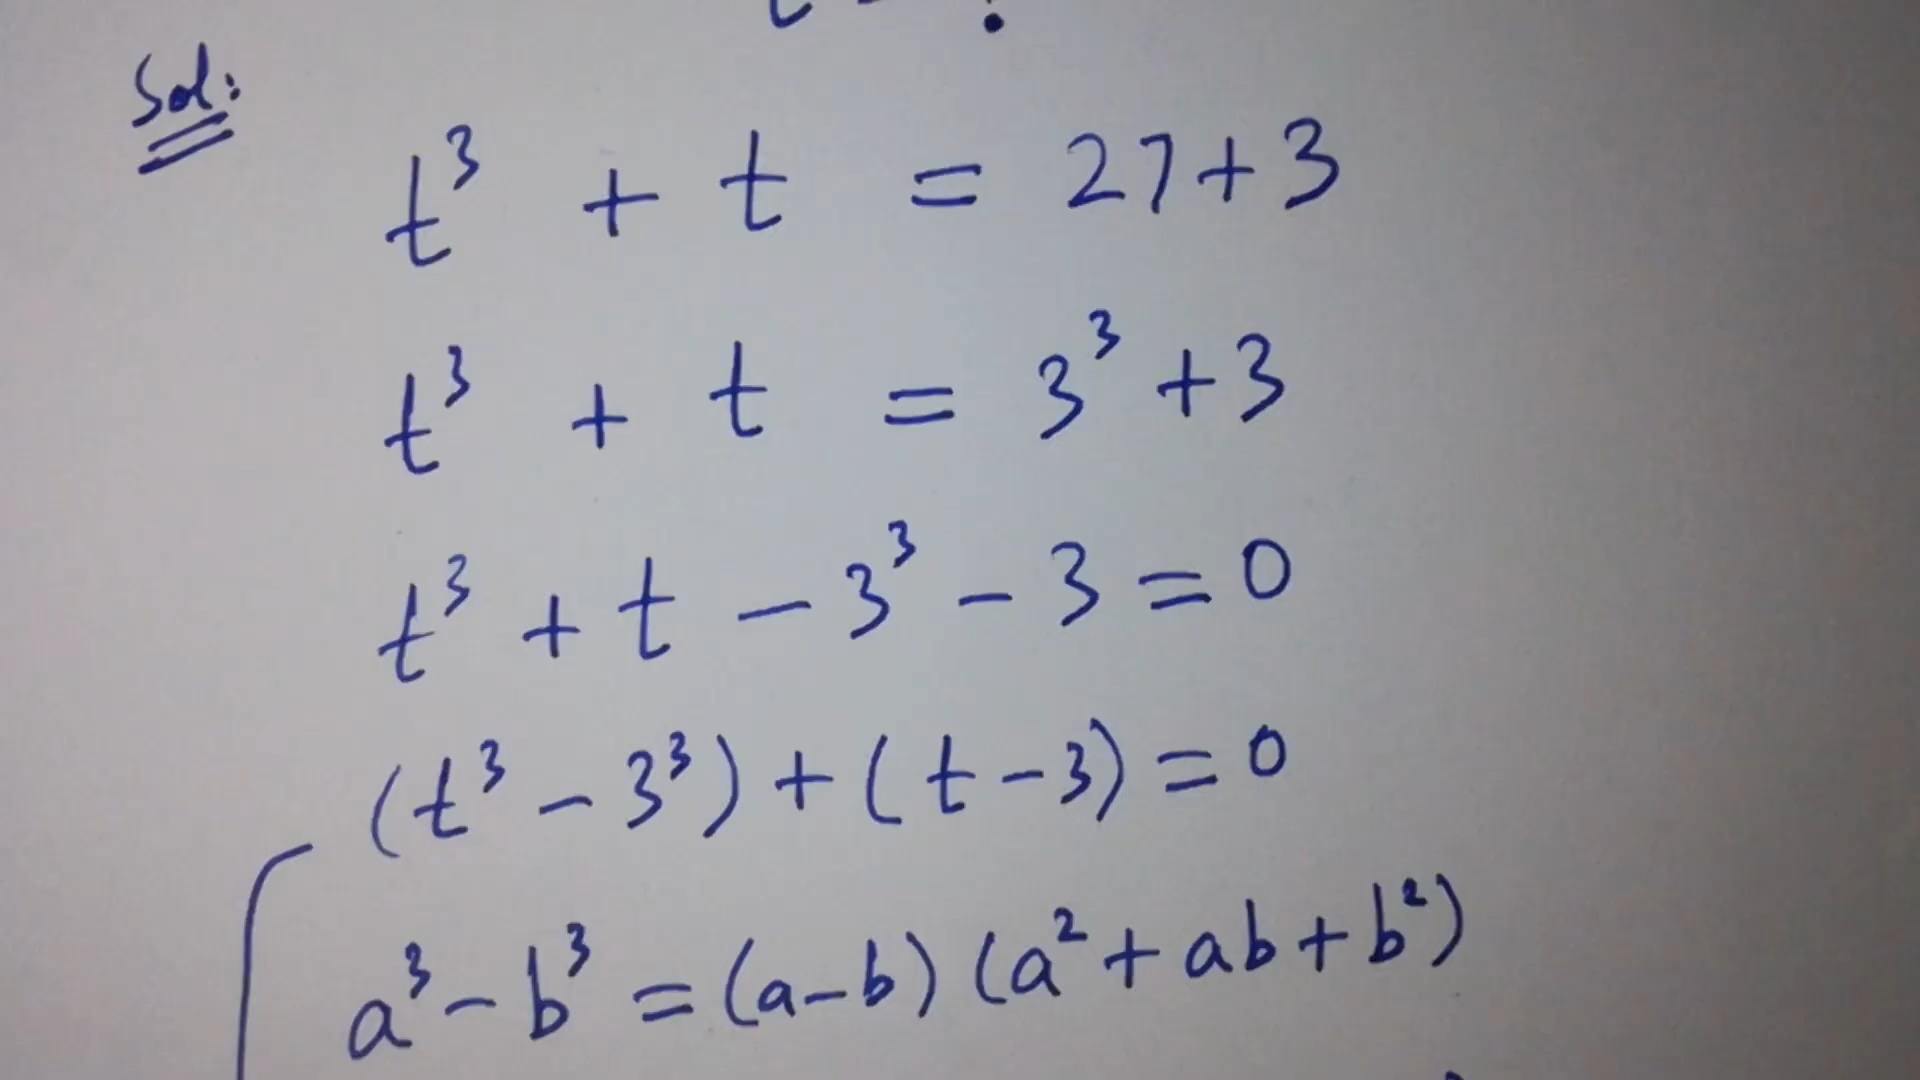 Sol:
t³ + t = 27+3
t³ + t = 3³ +3
t³ + t - 3³ - 3 = 0
(t³ - 3³) + (t - 3) = 0
a³ - b³ = (a-b) (a² + ab + b²)